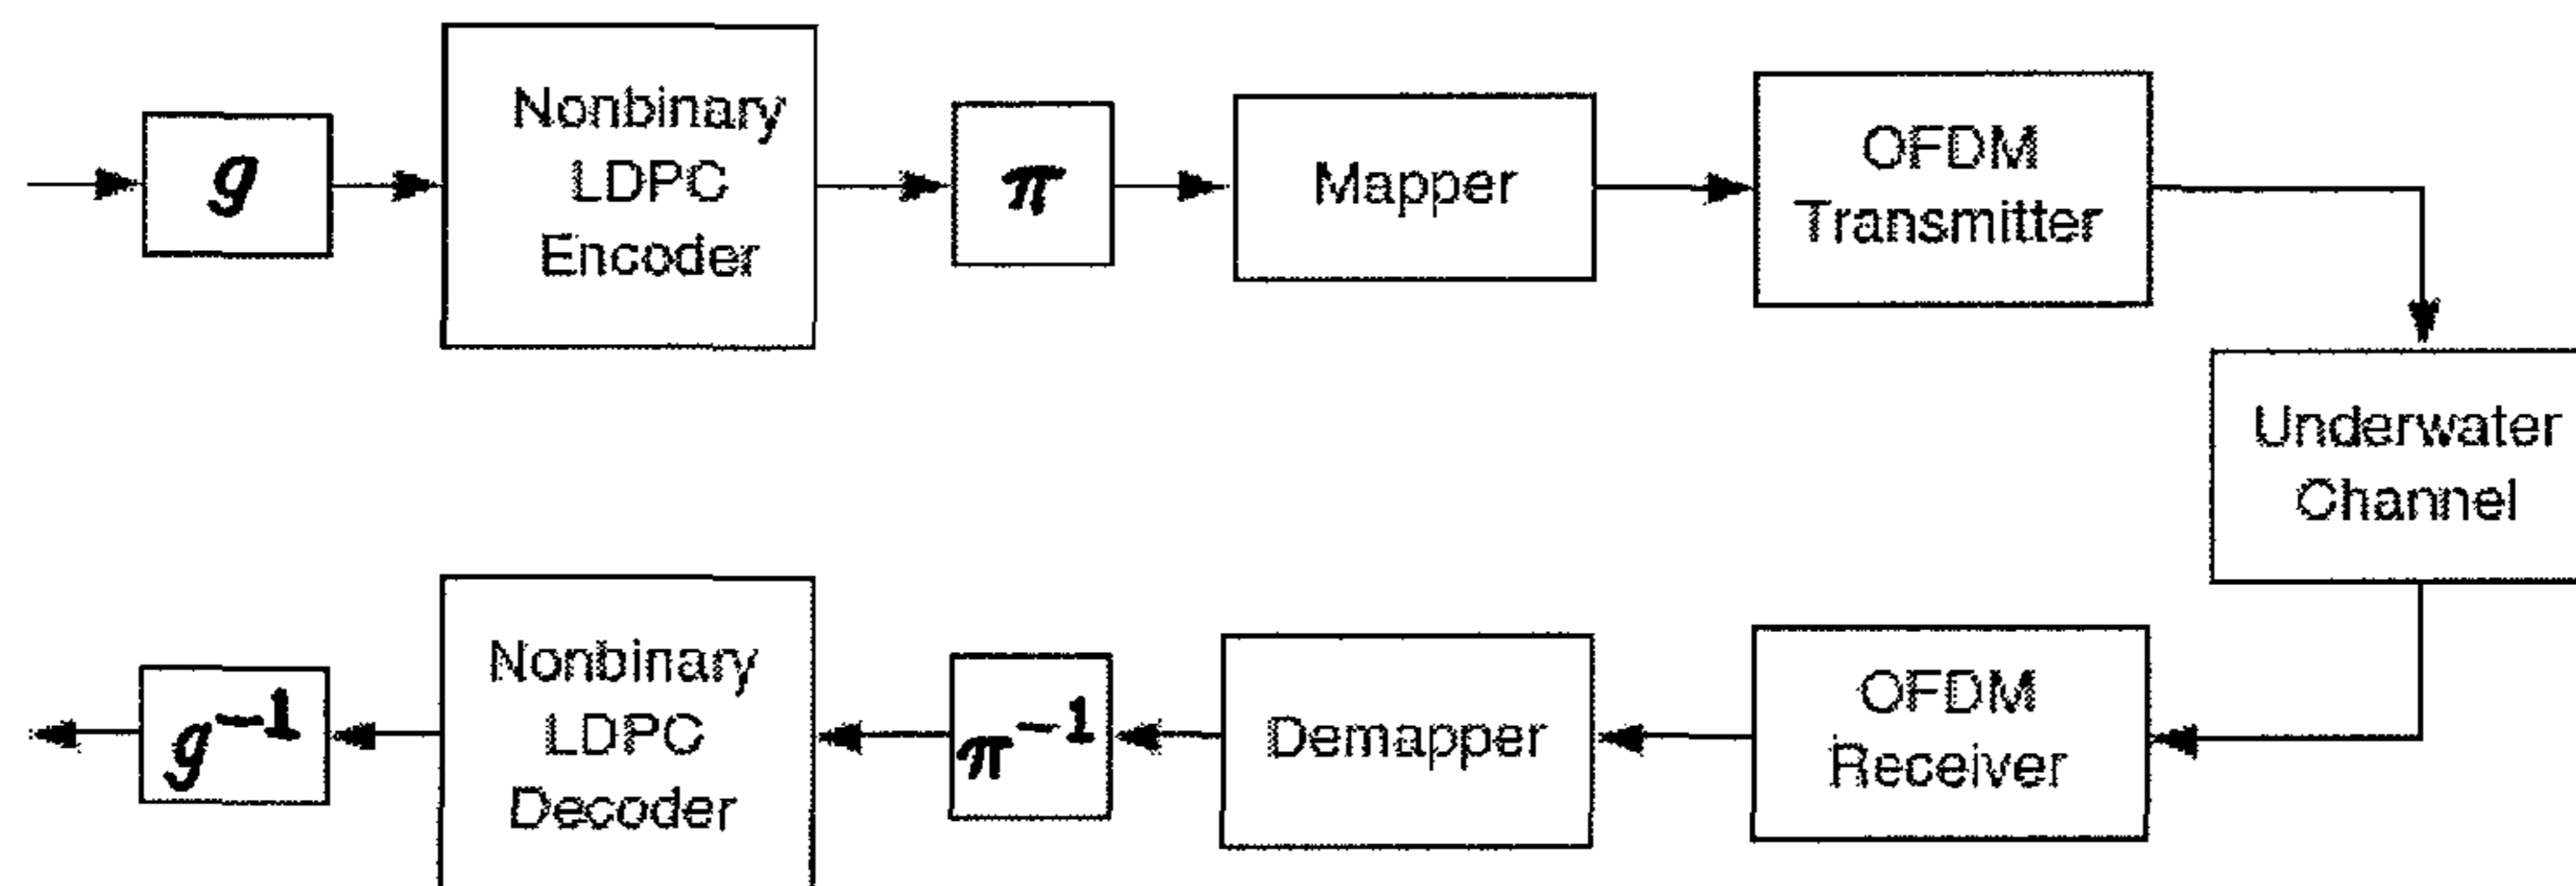 g
Nonbinary
LDPC
Encoder
π
Mapper
OFDM
Transmitter
Underwater
Channel
g⁻¹
Nonbinary
LDPC
Decoder
π⁻¹
Demapper
OFDM
Receiver